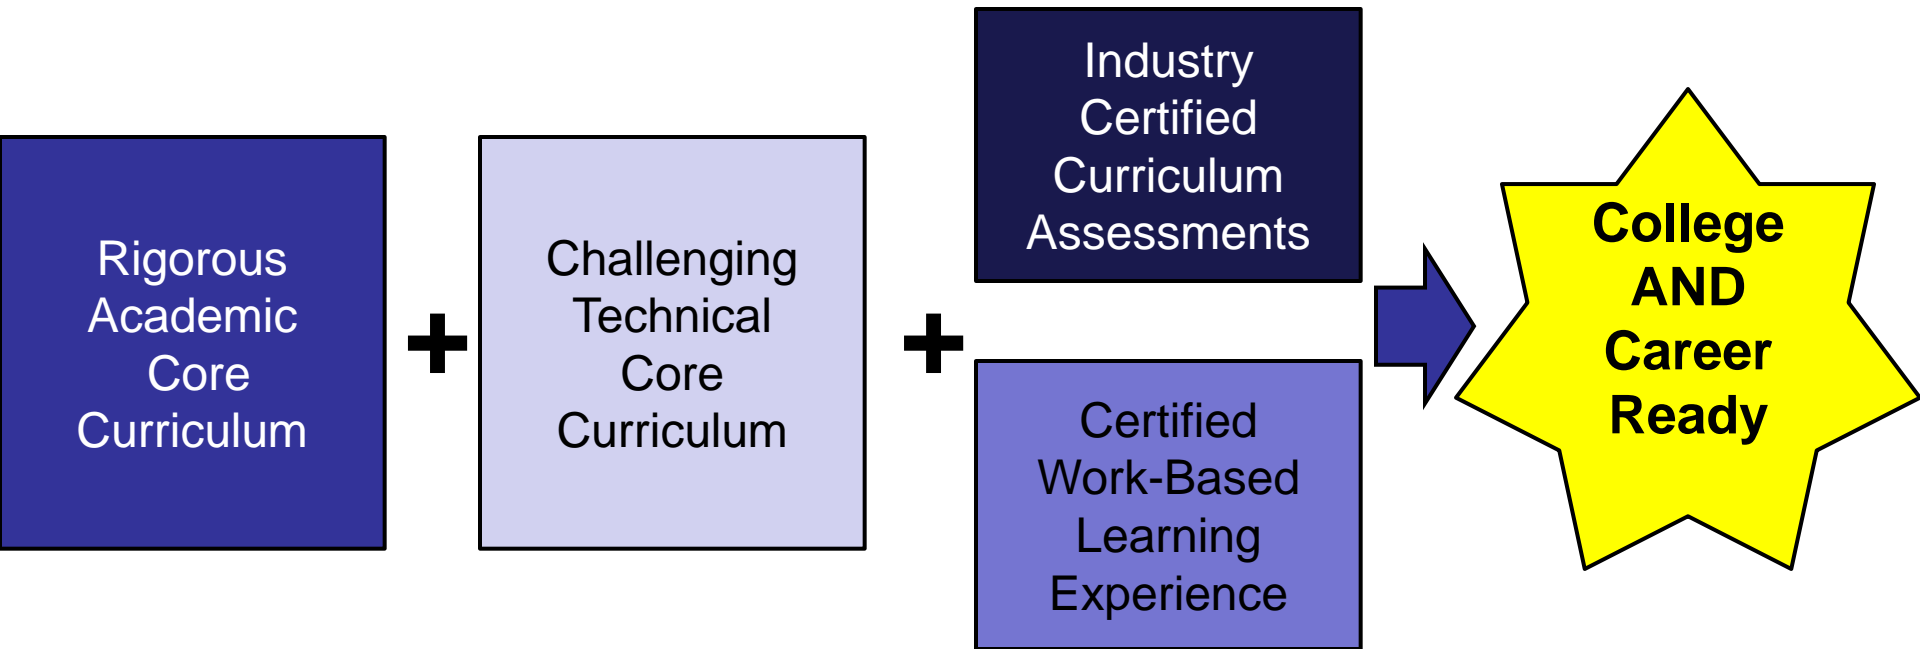 Rigorous
Academic
Core
Curriculum
+
Challenging
Technical
Core
Curriculum
+
Industry
Certified
Curriculum
Assessments
Certified
Work-Based
Learning
Experience
College
AND
Career
Ready